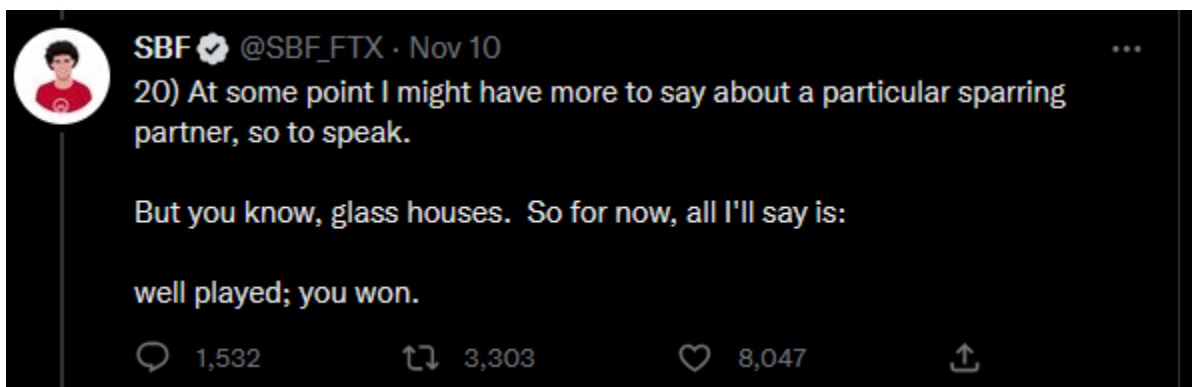 SBF @SBF_FTX · Nov 10
20) At some point I might have more to say about a particular sparring
partner, so to speak.
But you know, glass houses.  So for now, all I'll say is:
well played; you won.
1,532 3,303 8,047